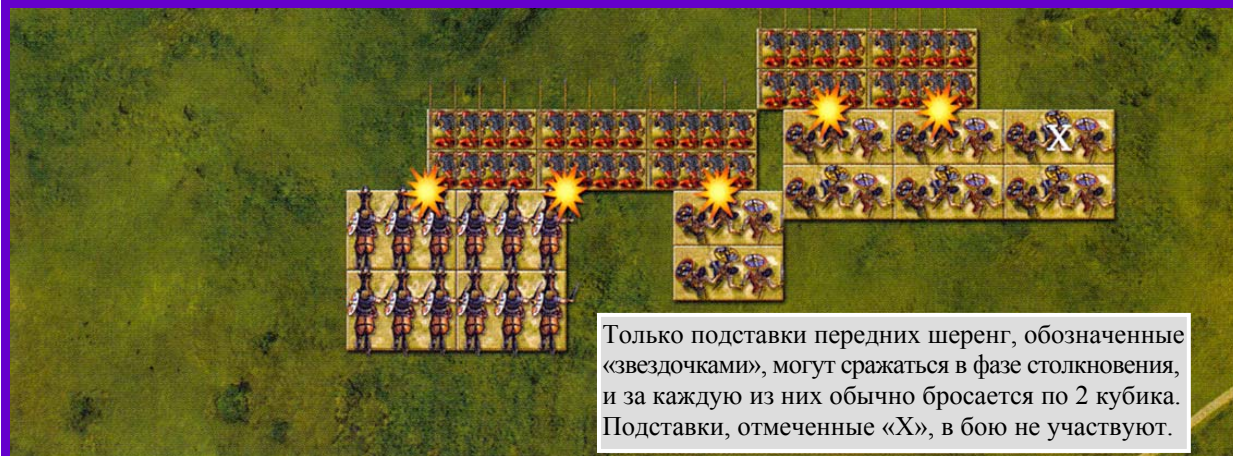 X
Только подставки передних шеренг, обозначенные
«звездочками», могут сражаться в фазе столкновения,
и за каждую из них обычно бросается по 2 кубика.
Подставки, отмеченные «X», в бою не участвуют.